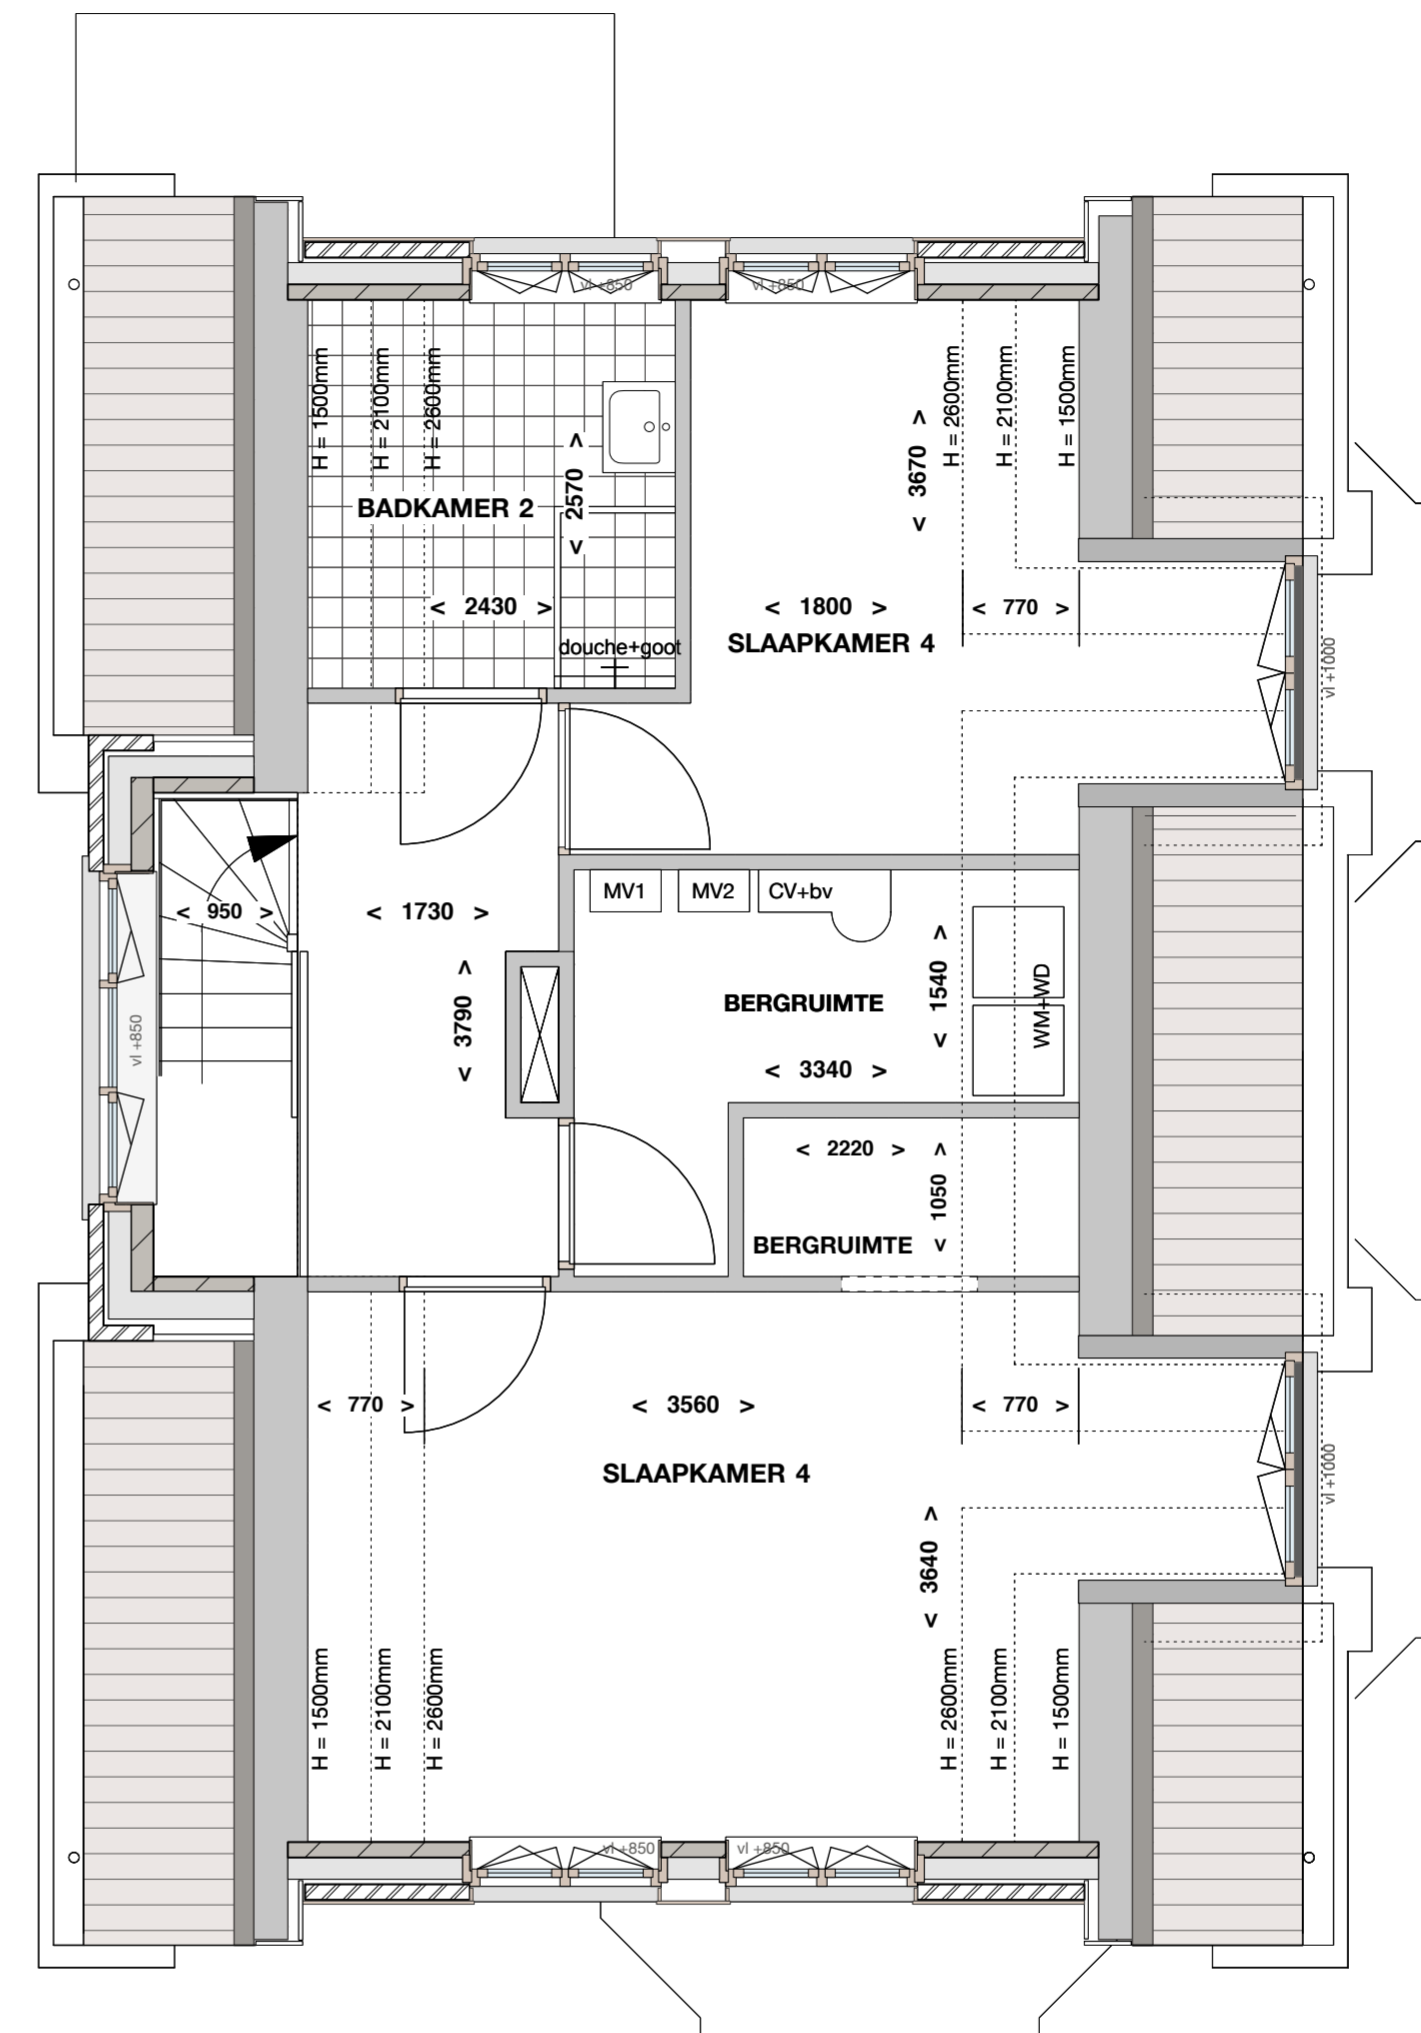 vl +850
vl +850
H = 1500mm
H = 2100mm
H = 2600mm
H = 2600mm
H = 2100mm
H = 1500mm
< 3670 >
< 2570 >
BADKAMER 2
< 2430 >
< 1800 >
< 770 >
SLAAPKAMER 4
douche+goot
vl +1000
MV1
MV2
CV+bv
< 950 >
< 1730 >
< 3790 >
< 1540 >
BERGRUIMTE
WM+WD
vl +850
< 3340 >
< 2220 >
< 1050 >
BERGRUIMTE
< 770 >
< 3560 >
< 770 >
SLAAPKAMER 4
vl +1000
< 3640 >
H = 1500mm
H = 2100mm
H = 2600mm
H = 2600mm
H = 2100mm
H = 1500mm
vl +850
vl +850